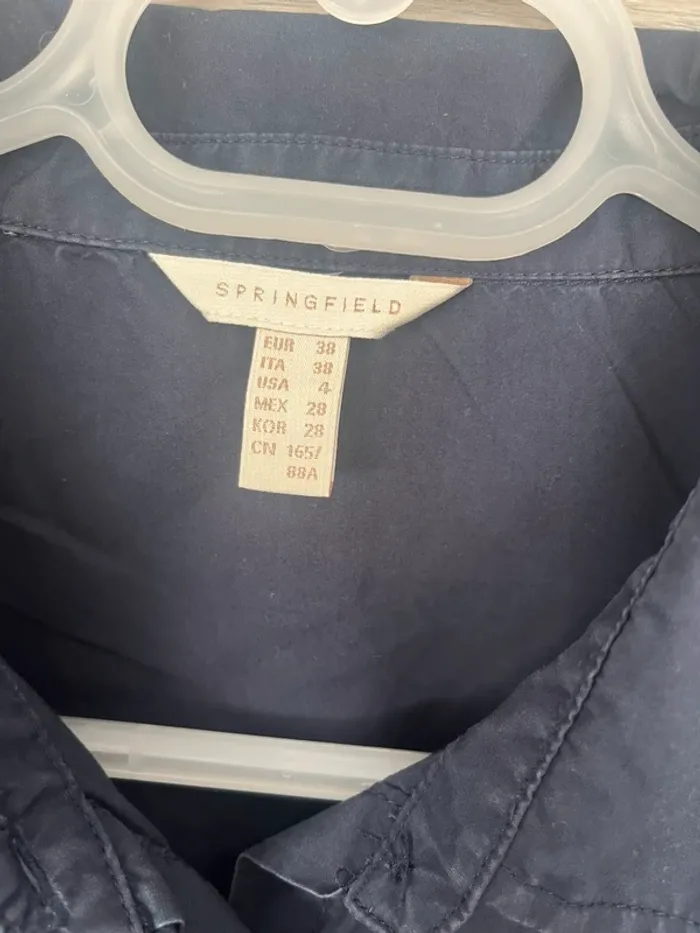 SPRINGFIELD
EUR 38
ITA 38
USA 4
MEX 28
KOR 28
CN 165/
88A